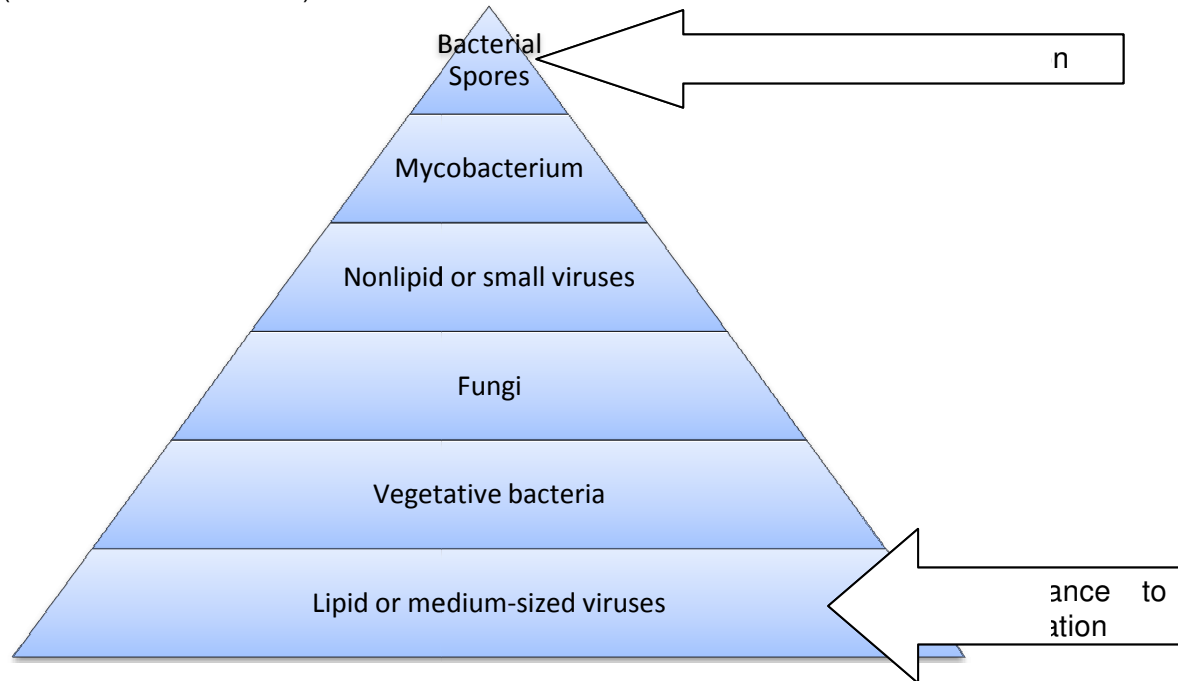 Bacterial
Spores
n
Mycobacterium
Nonlipid or small viruses
Fungi
Vegetative bacteria
Lipid or medium-sized viruses
ance to
ation